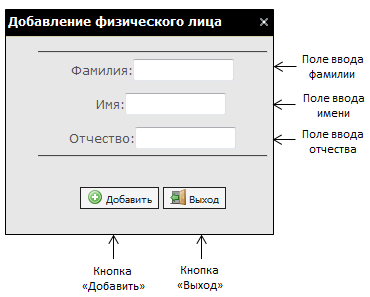 Добавление физического лица
Фамилия:
Поле ввода
фамилии
Имя:
Поле ввода
имени
Отчество:
Поле ввода
отчества
Добавить
Выход
Кнопка
«Добавить»
Кнопка
«Выход»